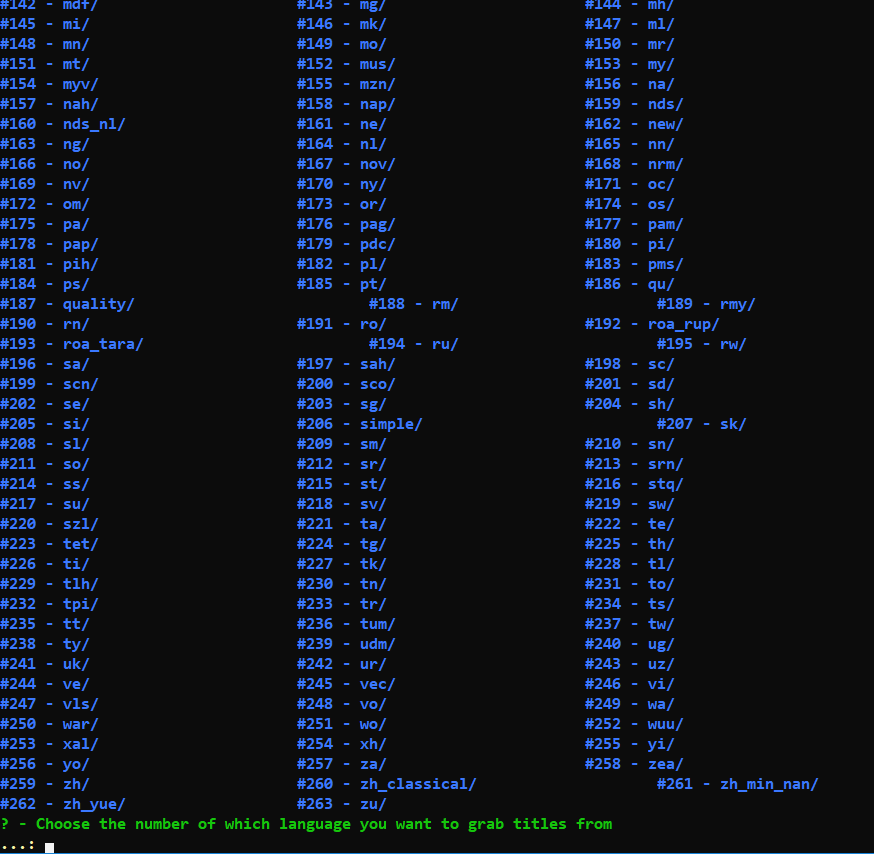 #142 - mdf/ #143 - mg/ #144 - mh/
#145 - mi/ #146 - mk/ #147 - ml/
#148 - mn/ #149 - mo/ #150 - mr/
#151 - mt/ #152 - mus/ #153 - my/
#154 - myv/ #155 - mzn/ #156 - na/
#157 - nah/ #158 - nap/ #159 - nds/
#160 - nds_nl/ #161 - ne/ #162 - new/
#163 - ng/ #164 - nl/ #165 - nn/
#166 - no/ #167 - nov/ #168 - nrm/
#169 - nv/ #170 - ny/ #171 - oc/
#172 - om/ #173 - or/ #174 - os/
#175 - pa/ #176 - pag/ #177 - pam/
#178 - pap/ #179 - pdc/ #180 - pi/
#181 - pih/ #182 - pl/ #183 - pms/
#184 - ps/ #185 - pt/ #186 - qu/
#187 - quality/ #188 - rm/ #189 - rmy/
#190 - rn/ #191 - ro/ #192 - roa_rup/
#193 - roa_tara/ #194 - ru/ #195 - rw/
#196 - sa/ #197 - sah/ #198 - sc/
#199 - scn/ #200 - sco/ #201 - sd/
#202 - se/ #203 - sg/ #204 - sh/
#205 - si/ #206 - simple/ #207 - sk/
#208 - sl/ #209 - sm/ #210 - sn/
#211 - so/ #212 - sr/ #213 - srn/
#214 - ss/ #215 - st/ #216 - stq/
#217 - su/ #218 - sv/ #219 - sw/
#220 - szl/ #221 - ta/ #222 - te/
#223 - tet/ #224 - tg/ #225 - th/
#226 - ti/ #227 - tk/ #228 - tl/
#229 - tlh/ #230 - tn/ #231 - to/
#232 - tpi/ #233 - tr/ #234 - ts/
#235 - tt/ #236 - tum/ #237 - tw/
#238 - ty/ #239 - udm/ #240 - ug/
#241 - uk/ #242 - ur/ #243 - uz/
#244 - ve/ #245 - vec/ #246 - vi/
#247 - vls/ #248 - vo/ #249 - wa/
#250 - war/ #251 - wo/ #252 - wuu/
#253 - xal/ #254 - xh/ #255 - yi/
#256 - yo/ #257 - za/ #258 - zea/
#259 - zh/ #260 - zh_classical/ #261 - zh_min_nan/
#262 - zh_yue/ #263 - zu/
? - Choose the number of which language you want to grab titles from
...: